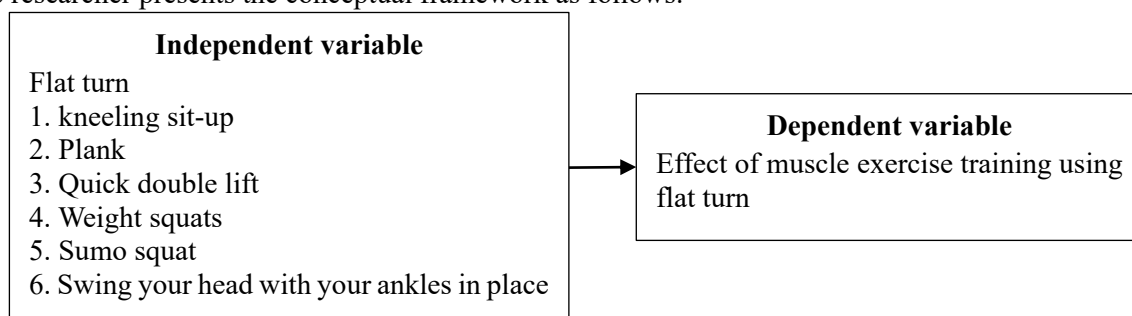 researcher presents the conceptual framework as follows:
Independent variable
Flat turn
1. kneeling sit-up
2. Plank
3. Quick double lift
4. Weight squats
5. Sumo squat
6. Swing your head with your ankles in place
Dependent variable
Effect of muscle exercise training using
flat turn